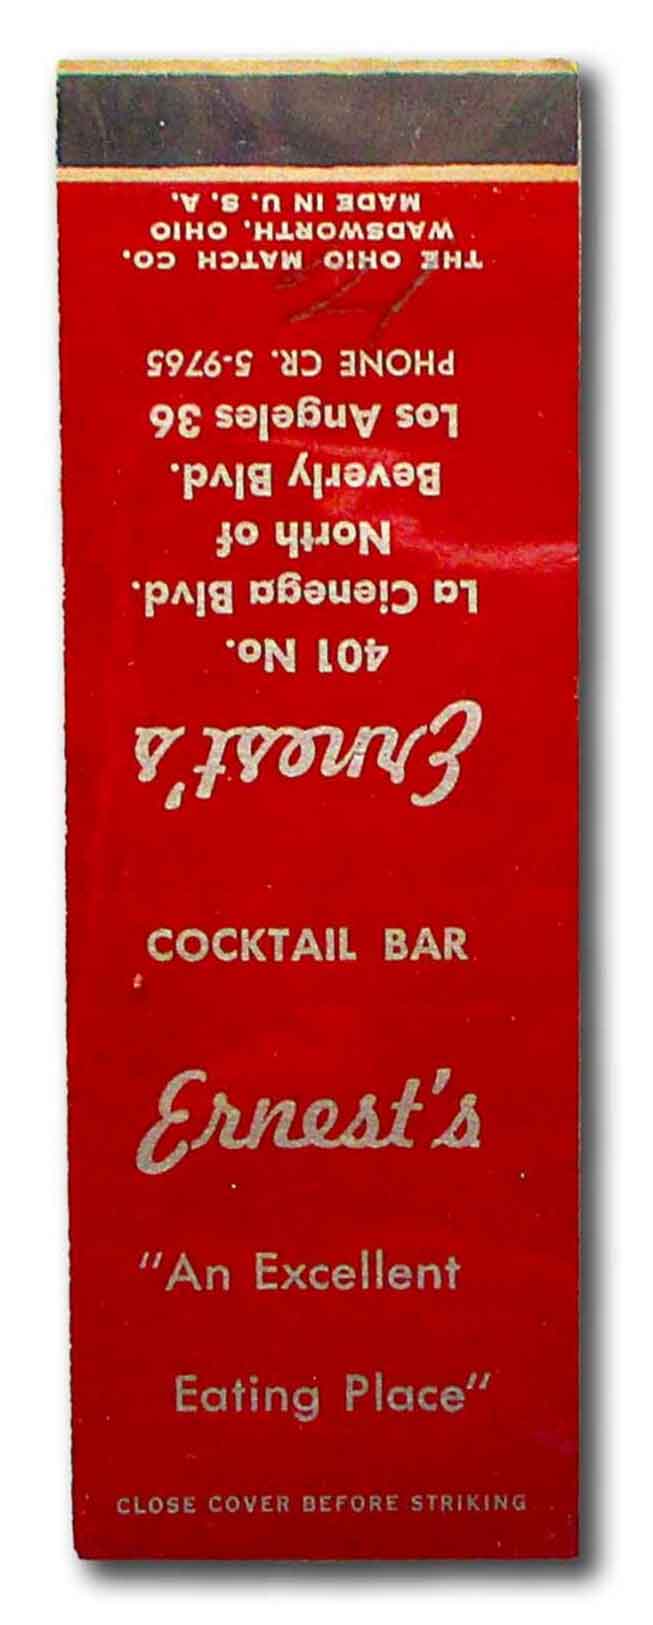 COCKTAIL BAR
Ernest's
"An Excellent
Eating Place"
CLOSE COVER BEFORE STRIKING
Ernest's
401 No.
La Cienega Blvd.
North of
Beverly Blvd.
Los Angeles 36
PHONE CR. 5-9765
THE OHIO MATCH CO.
WADSWORTH, OHIO
MADE IN U. S. A.